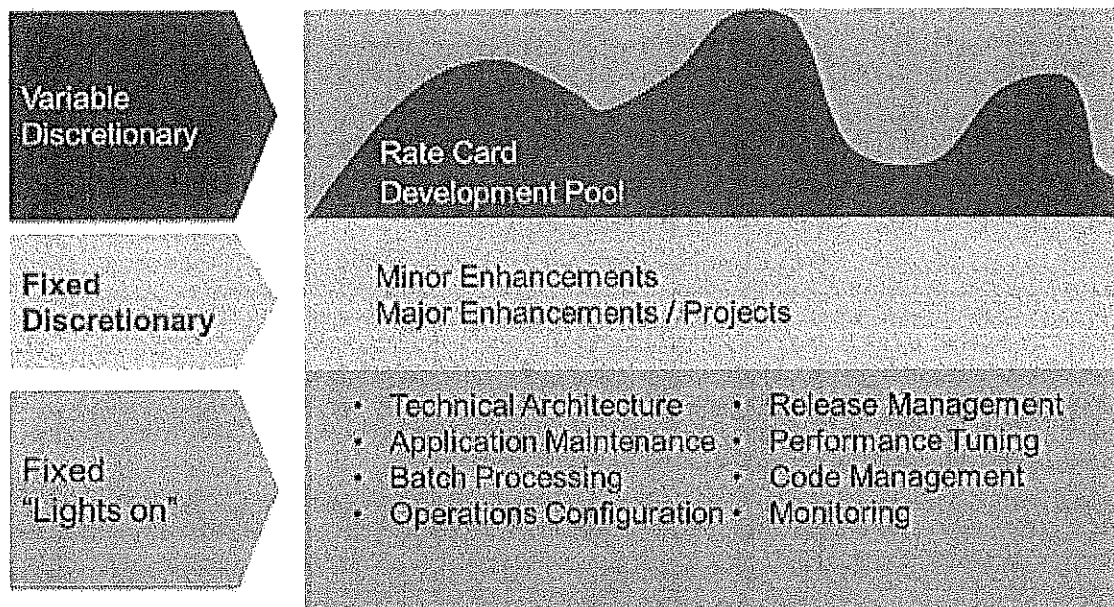 Variable
Discretionary
Rate Card
Development Pool
Fixed
Discretionary
Minor Enhancements
Major Enhancements / Projects
Fixed
"Lights on"
• Technical Architecture
• Application Maintenance
• Batch Processing
• Operations Configuration
• Release Management
• Performance Tuning
• Code Management
• Monitoring